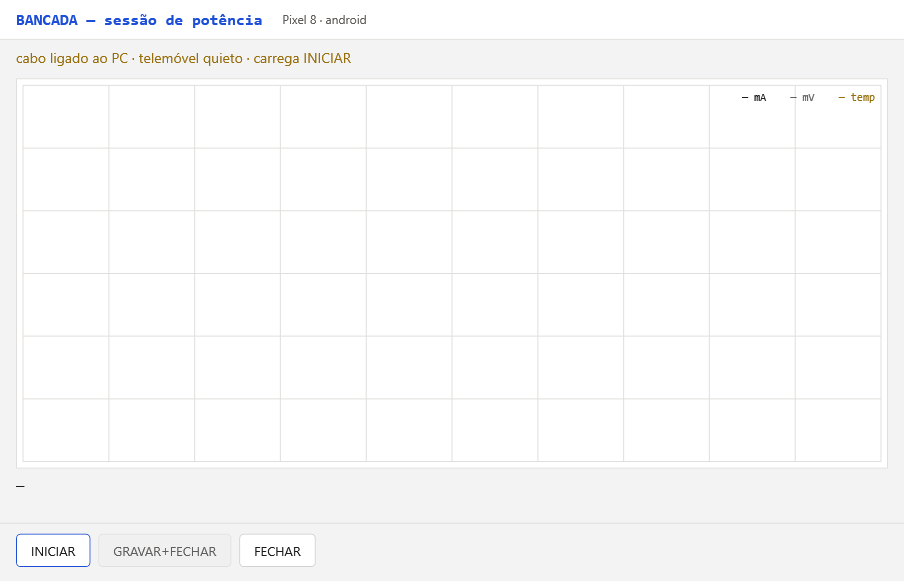 BANCADA — sessão de potência Pixel 8 · android
cabo ligado ao PC · telemóvel quieto · carrega INICIAR
— mA — mV — temp
—
INICIAR GRAVAR+FECHAR FECHAR